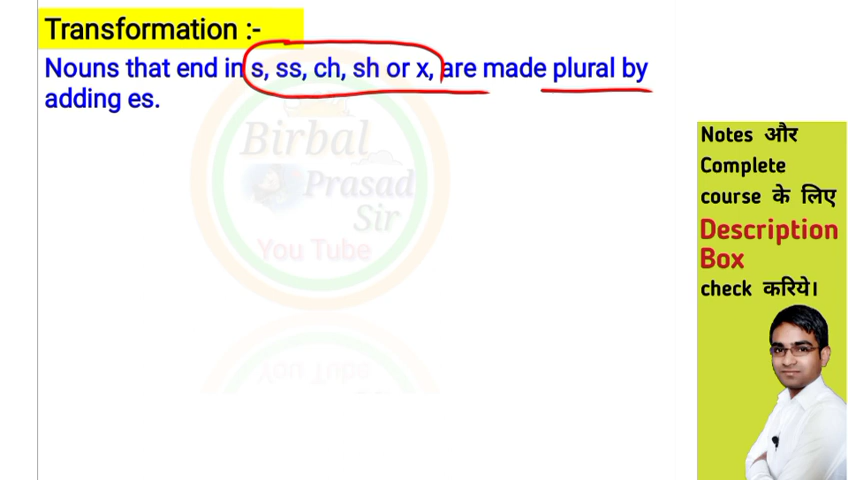 Transformation :-
Nouns that end in s, ss, ch, sh or x, are made plural by
adding es.
Birbal
Prasad
Sir
You Tube
Notes और
Complete
course के लिए
Description
Box
check करिये।